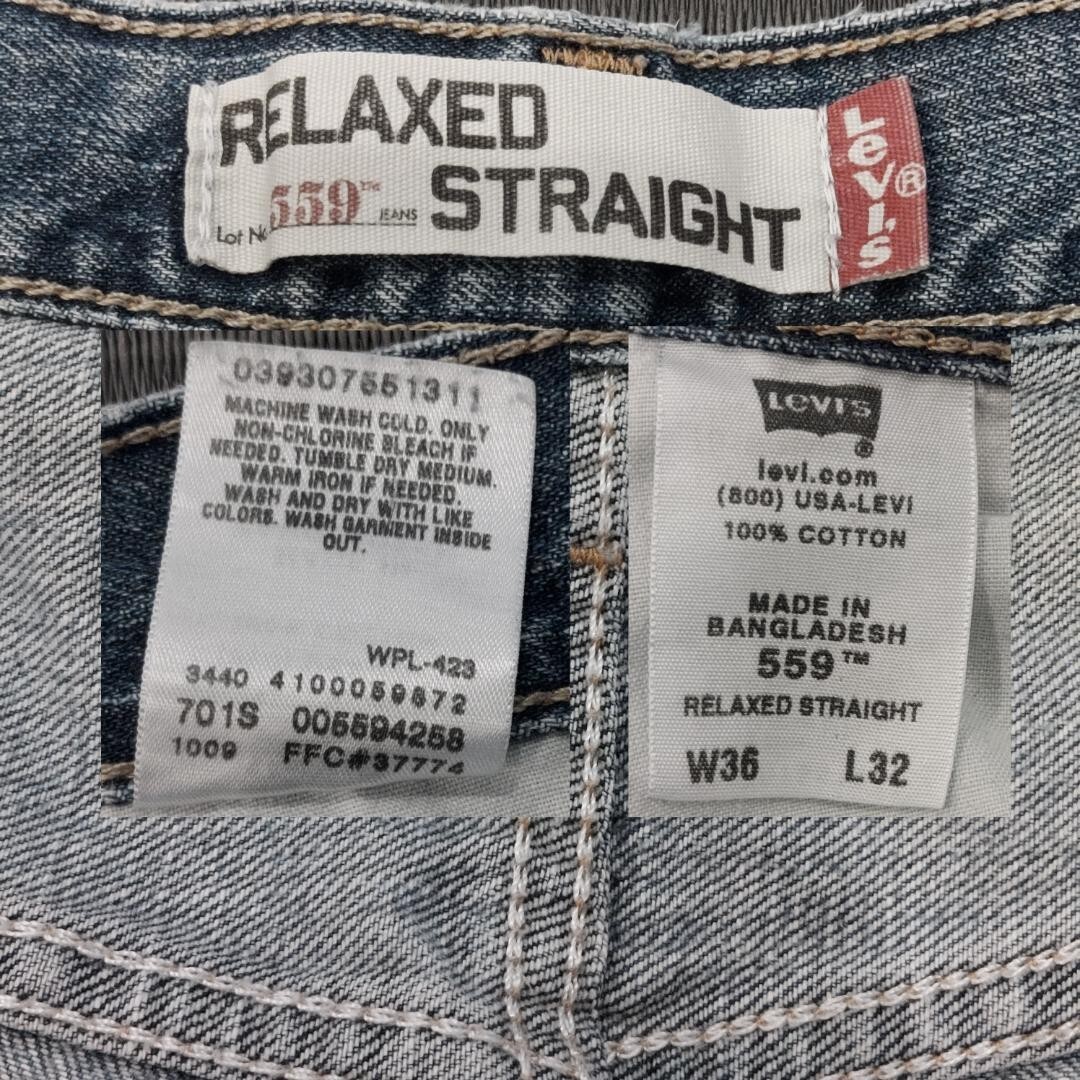 RELAXED
STRAIGHT
Lot No. 559™ JEANS
Levi's®
039307551311
MACHINE WASH COLD. ONLY
NON-CHLORINE BLEACH IF
NEEDED. TUMBLE DRY MEDIUM.
WARM IRON IF NEEDED.
WASH AND DRY WITH LIKE
COLORS. WASH GARMENT INSIDE
OUT.
WPL-423
3440 4100059872
701S 005594258
1009 FFC#37774
LEVI'S
®
levi.com
(800) USA-LEVI
100% COTTON
MADE IN
BANGLADESH
559™
RELAXED STRAIGHT
W36 L32